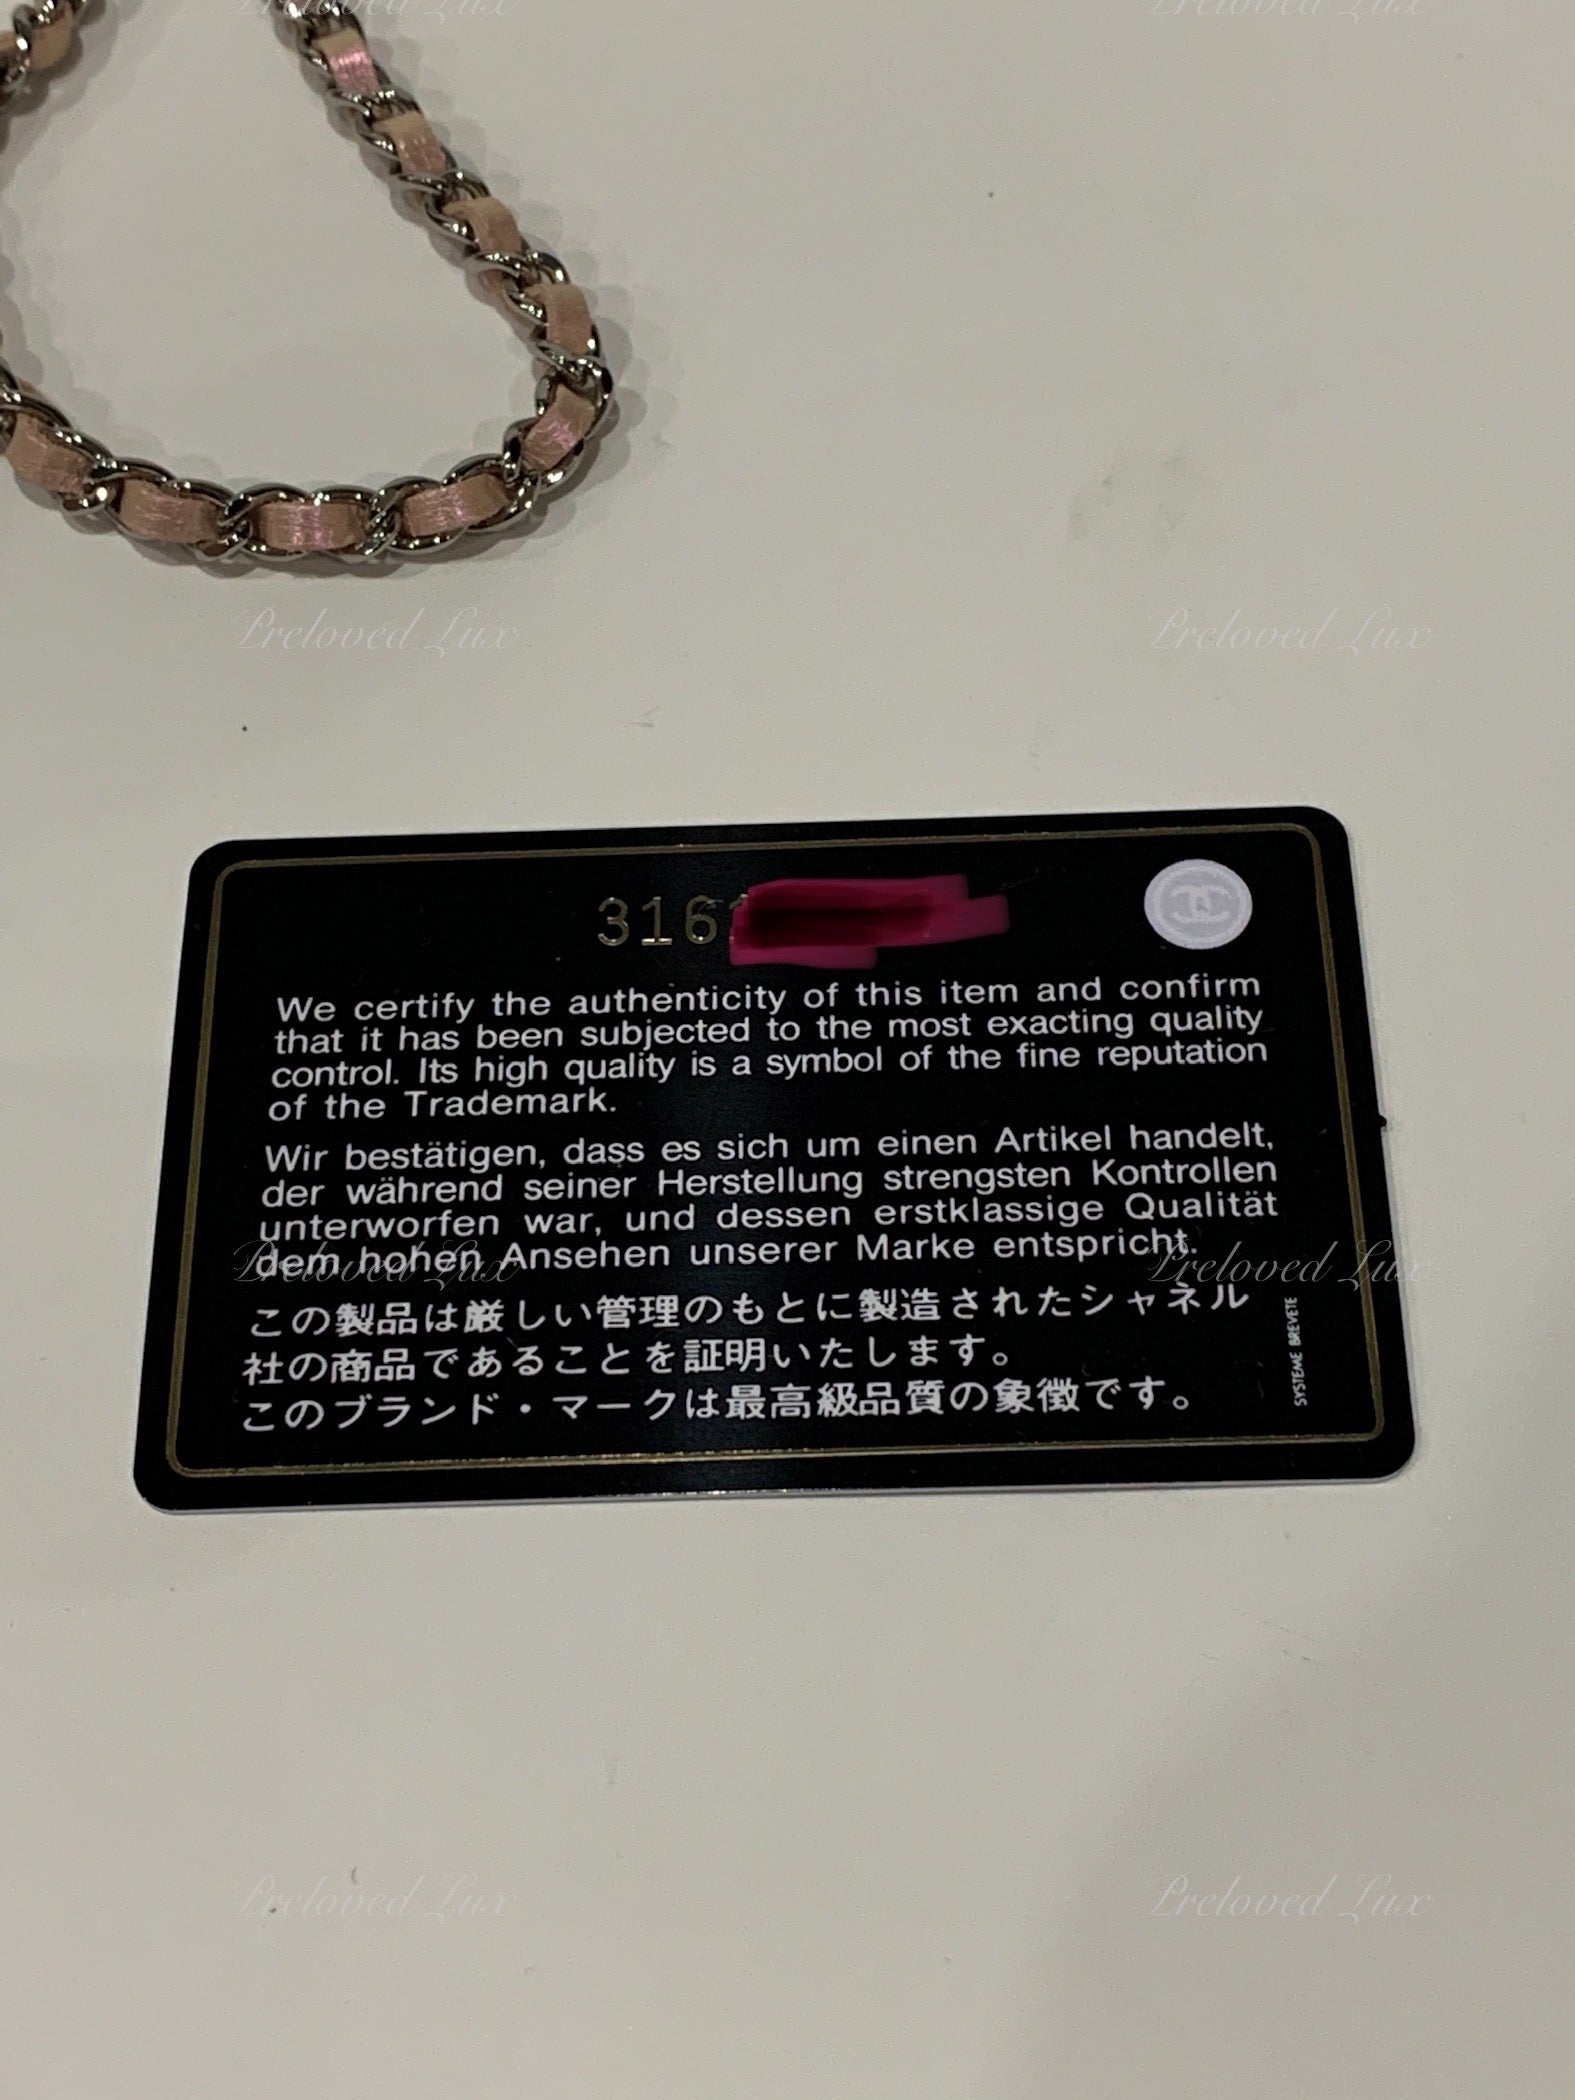 Preloved Lux Preloved Lux
Preloved Lux Preloved Lux
316
We certify the authenticity of this item and confirm
that it has been subjected to the most exacting quality
control. Its high quality is a symbol of the fine reputation
of the Trademark.
Wir bestätigen, dass es sich um einen Artikel handelt,
der während seiner Herstellung strengsten Kontrollen
unterworfen war, und dessen erstklassige Qualität
dem hohen Ansehen unserer Marke entspricht.
Preloved Lux Preloved Lux
この製品は厳しい管理のもとに製造されたシャネル
社の商品であることを証明いたします。
このブランド・マークは最高級品質の象徴です。
SYSTEME BREVETE
Preloved Lux Preloved Lux